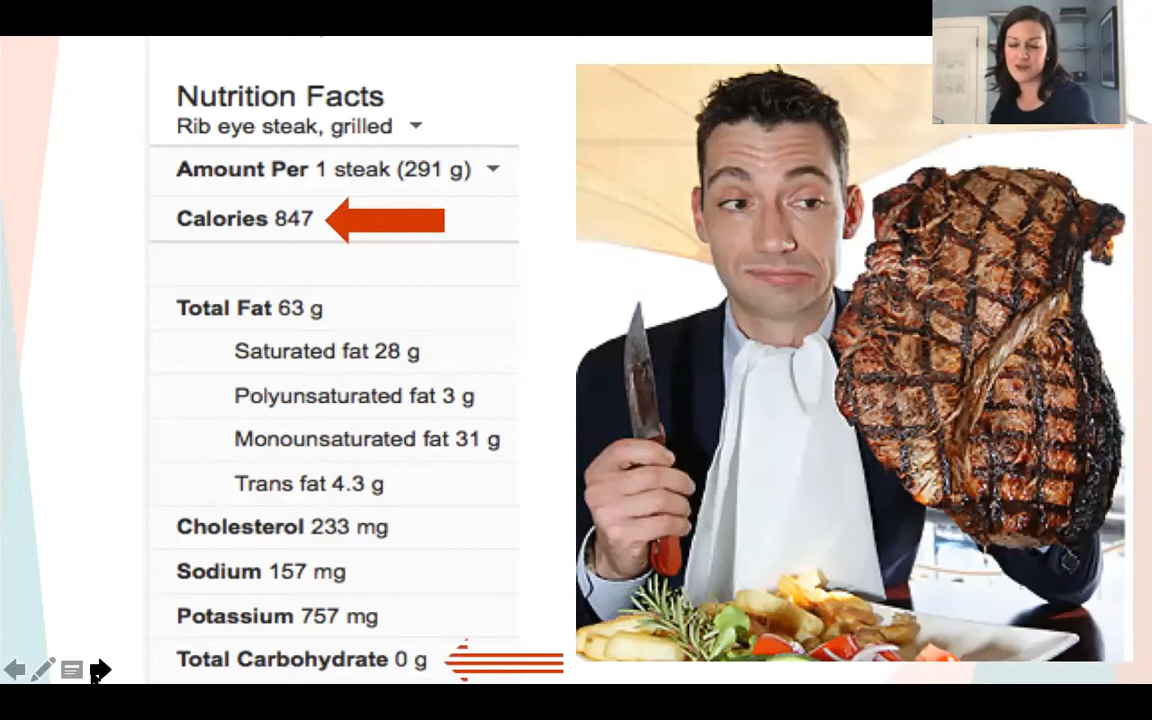 Nutrition Facts
Rib eye steak, grilled
Amount Per 1 steak (291 g)
Calories 847
Total Fat 63 g
Saturated fat 28 g
Polyunsaturated fat 3 g
Monounsaturated fat 31 g
Trans fat 4.3 g
Cholesterol 233 mg
Sodium 157 mg
Potassium 757 mg
Total Carbohydrate 0 g